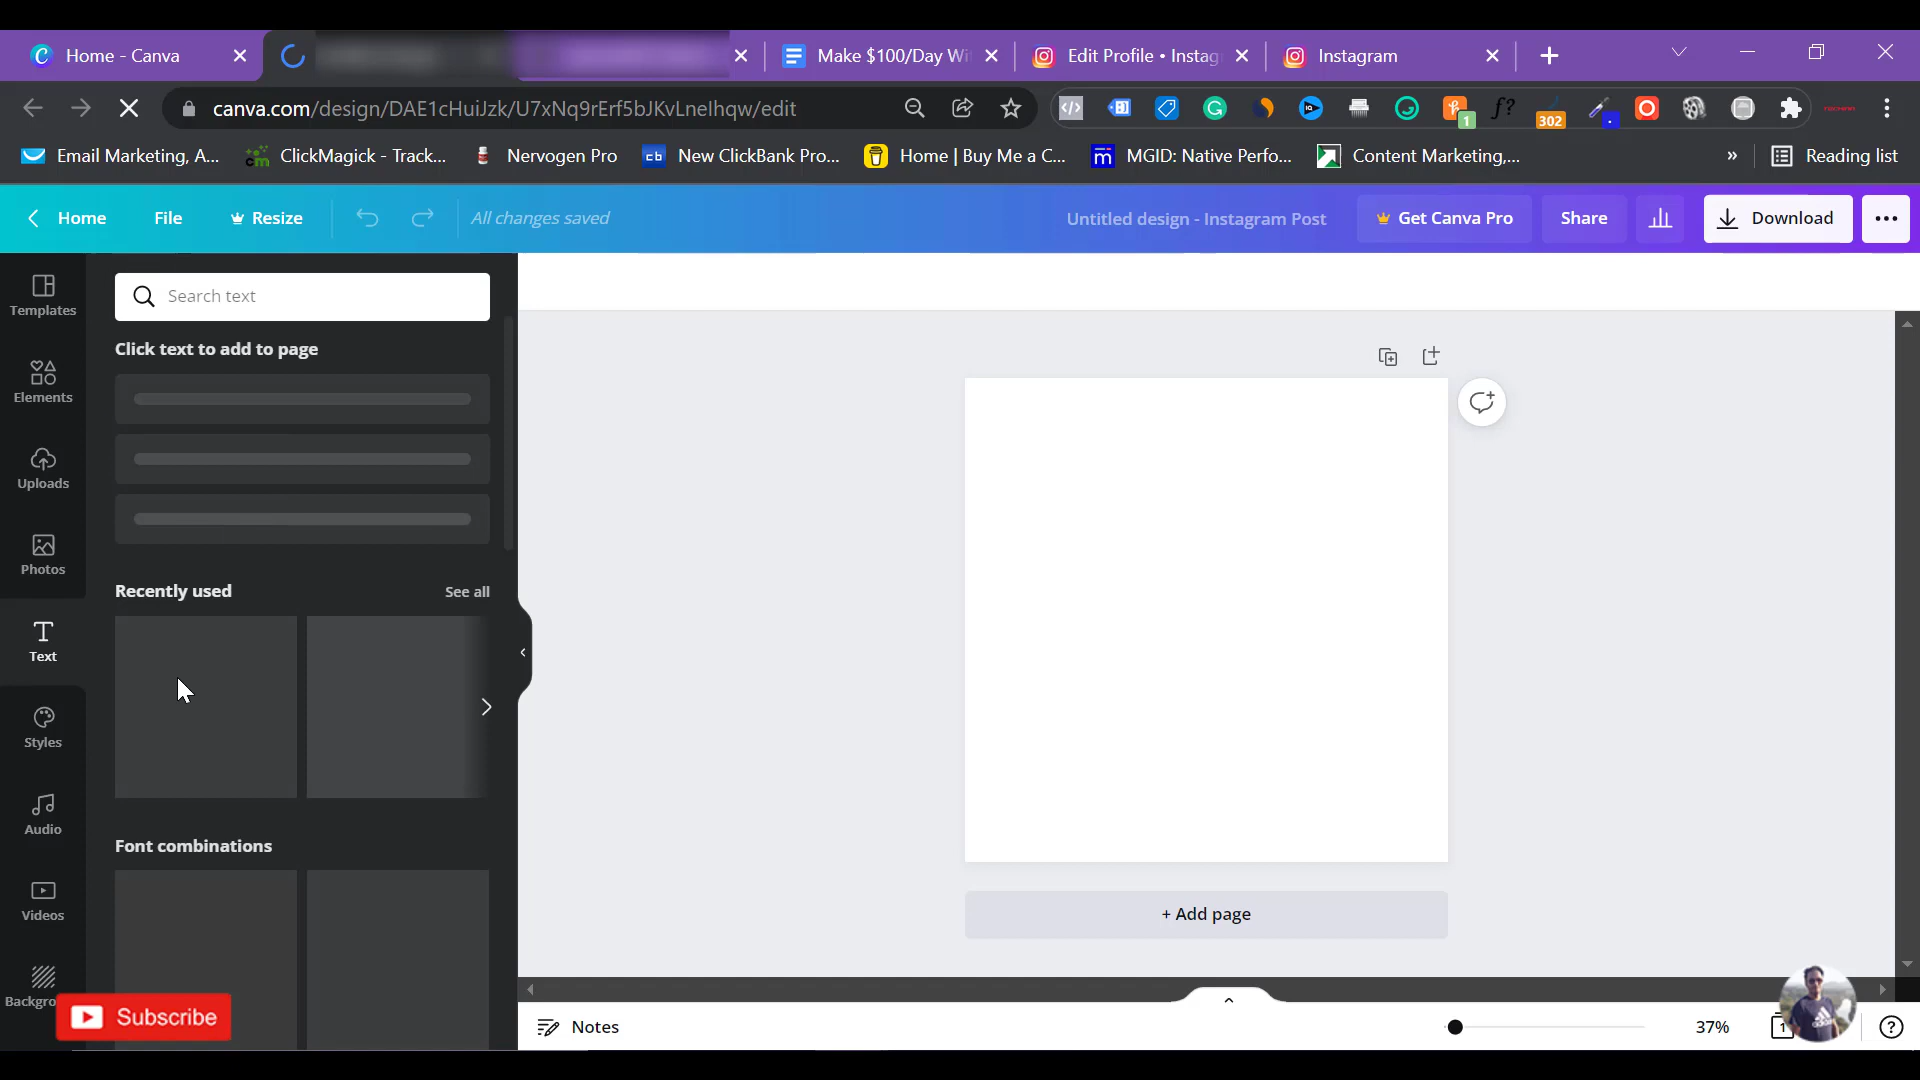 Home - Canva
Make $100/Day Wi
Edit Profile • Instag
Instagram
canva.com/design/DAE1cHuiJzk/U7xNq9rErf5bJKvLneIhqw/edit
1
302
Email Marketing, A...
ClickMagick - Track...
Nervogen Pro
New ClickBank Pro...
Home | Buy Me a C...
MGID: Native Perfo...
Content Marketing,...
»
Reading list
Home
File
Resize
All changes saved
Untitled design - Instagram Post
Get Canva Pro
Share
Download
Templates
Elements
Uploads
Photos
Text
Styles
Audio
Videos
Backgro
Search text
Click text to add to page
Recently used
See all
Font combinations
+ Add page
Subscribe
Notes
37%
1
?